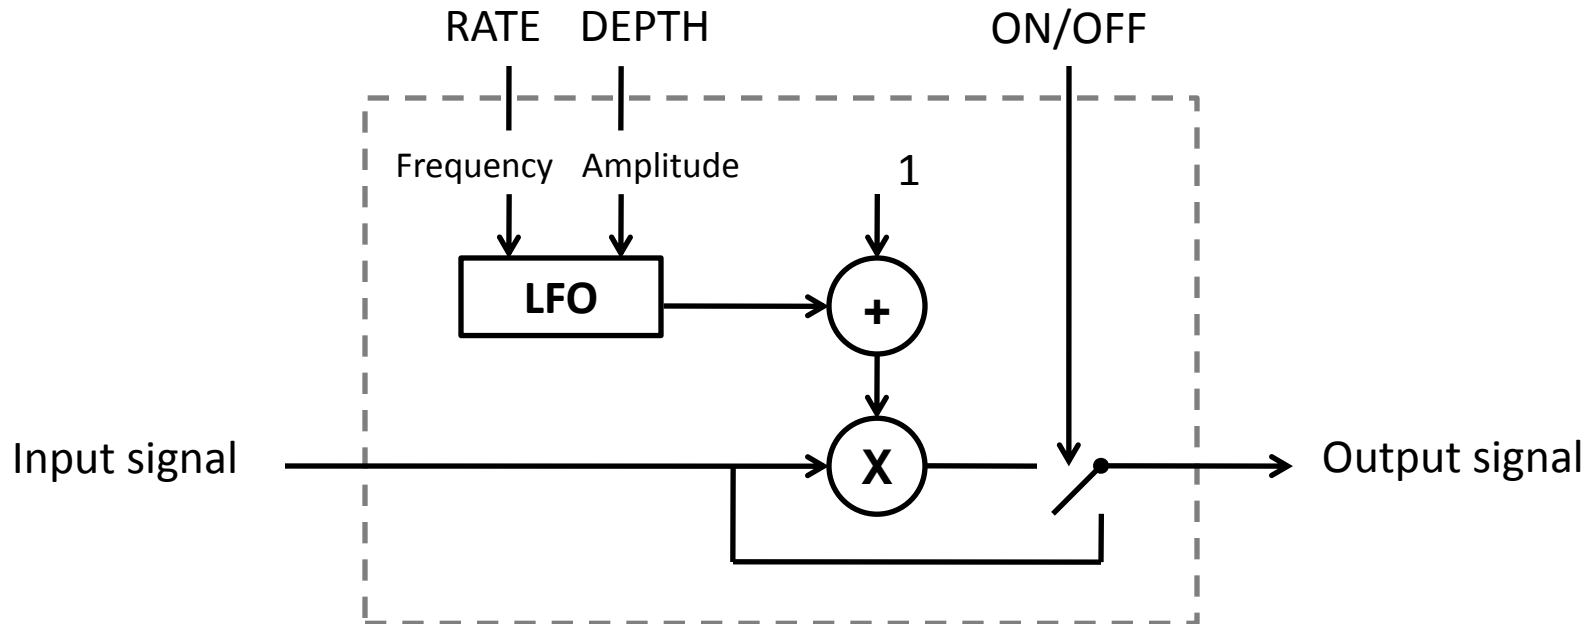 RATE DEPTH ON/OFF
Frequency Amplitude 1
LFO +
Input signal X Output signal